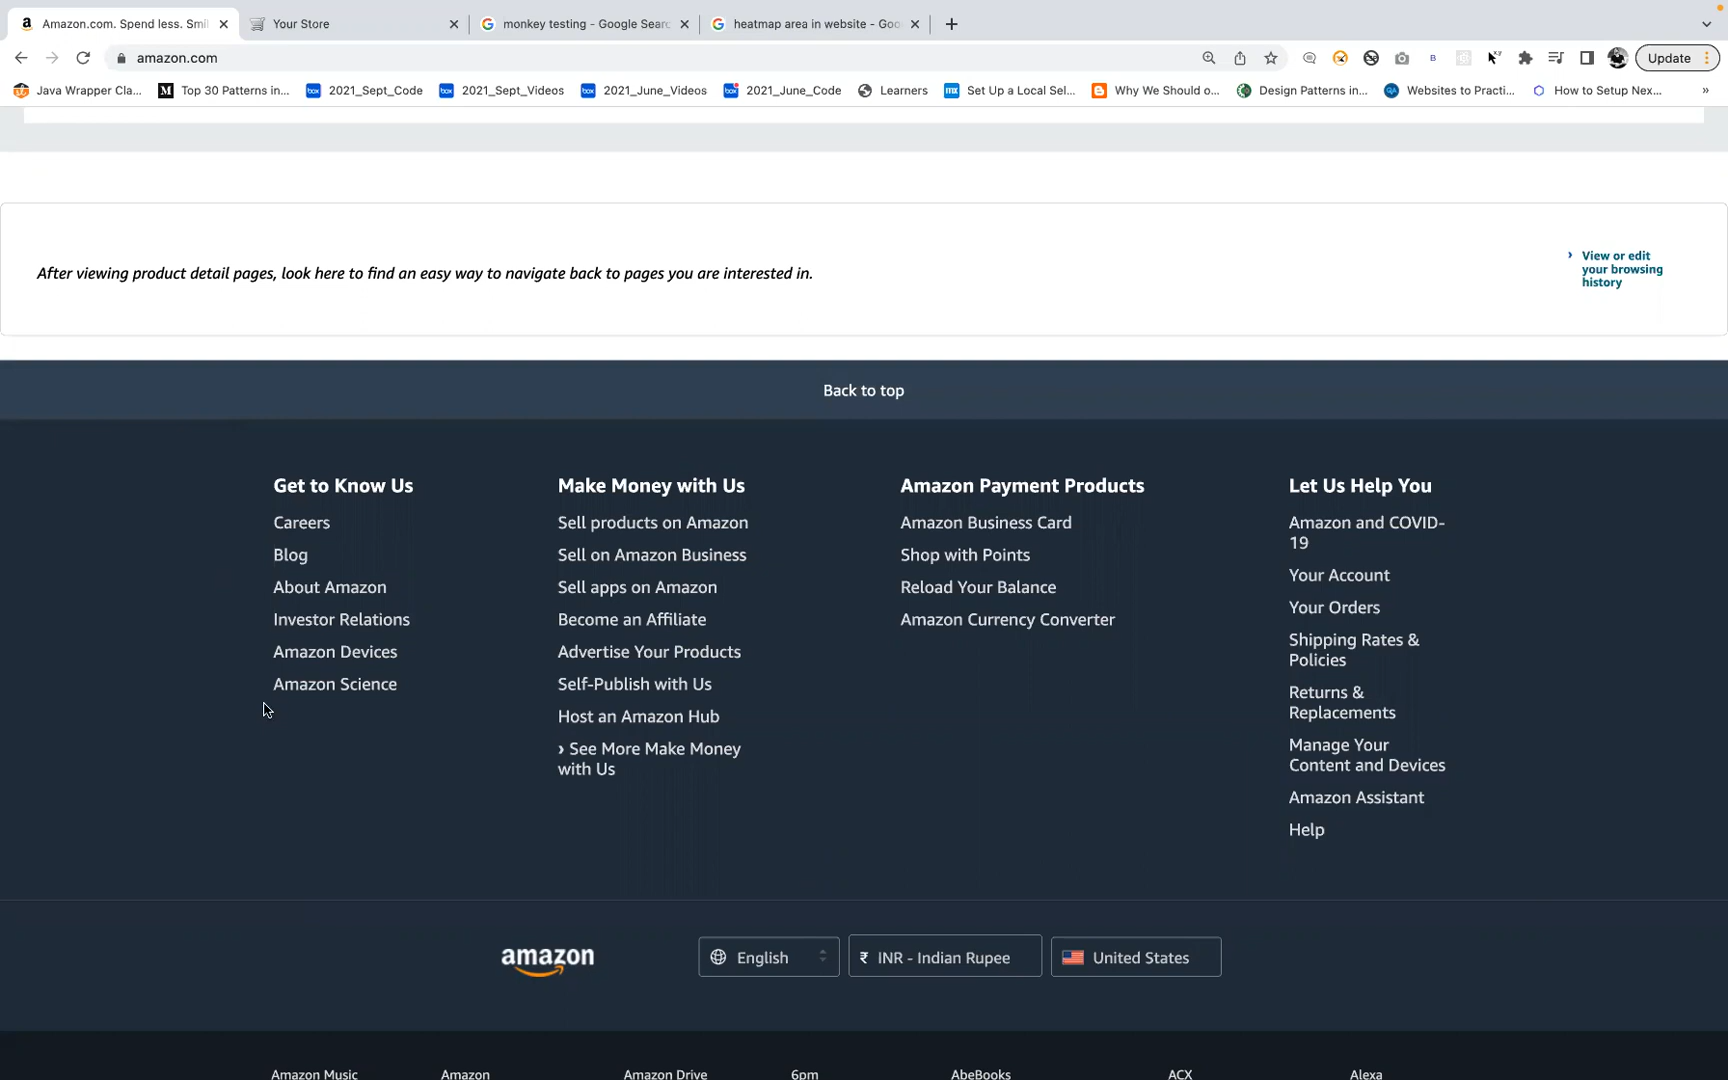 Amazon.com. Spend less. Smil
Your Store
monkey testing - Google Searc
heatmap area in website - Goo
amazon.com
Update
Java Wrapper Cla...
Top 30 Patterns in...
2021_Sept_Code
2021_Sept_Videos
2021_June_Videos
2021_June_Code
Learners
Set Up a Local Sel...
Why We Should o...
Design Patterns in...
Websites to Practi...
How to Setup Nex...
»
After viewing product detail pages, look here to find an easy way to navigate back to pages you are interested in.
› View or edit
your browsing
history
Back to top
Get to Know Us
Careers
Blog
About Amazon
Investor Relations
Amazon Devices
Amazon Science
Make Money with Us
Sell products on Amazon
Sell on Amazon Business
Sell apps on Amazon
Become an Affiliate
Advertise Your Products
Self-Publish with Us
Host an Amazon Hub
› See More Make Money
with Us
Amazon Payment Products
Amazon Business Card
Shop with Points
Reload Your Balance
Amazon Currency Converter
Let Us Help You
Amazon and COVID-
19
Your Account
Your Orders
Shipping Rates &
Policies
Returns &
Replacements
Manage Your
Content and Devices
Amazon Assistant
Help
amazon
English
₹ INR - Indian Rupee
United States
Amazon Music
Amazon
Amazon Drive
6pm
AbeBooks
ACX
Alexa